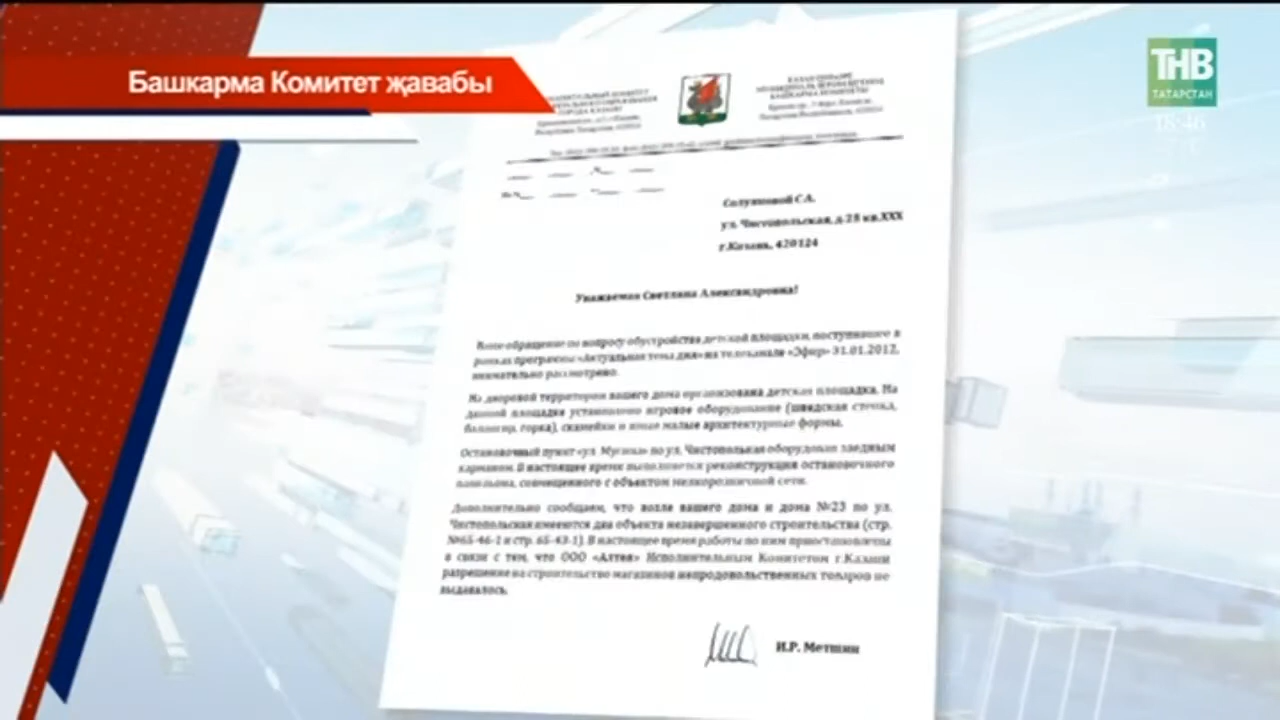 Башкарма Комитет җавабы
ТНВ
ТАТАРСТАН
18:46
ул. Чистопольская, д-28 кв.XXX
г.Казань, 420124
Уважаемая Светлана Александровна!
Ваше обращение по вопросу обустройства детской площадки, поступившее в
рамках программы «Актуальная тема дня» на телеканале «Эфир» 31.01.2012,
внимательно рассмотрено.
На дворовой территории вашего дома организована детская площадка. На
данной площадке установлено игровое оборудование (шведская стенка,
балансир, горка), скамейки и иные малые архитектурные формы.
Остановочный пункт «ул. Мусина» по ул. Чистопольская оборудован заездным
карманом. В настоящее время выполняется реконструкция остановочного
павильона, совмещенного с объектом мелкорозничной сети.
Дополнительно сообщаем, что возле вашего дома и дома №23 по ул.
Чистопольская имеются два объекта незавершенного строительства (стр.
№65-46-1 и стр. 65-43-1). В настоящее время работы по ним приостановлены
в связи с тем, что ООО «Алтея» Исполнительным Комитетом г.Казани
разрешение на строительство магазинов непродовольственных товаров не
выдавалось.
И.Р. Метшин